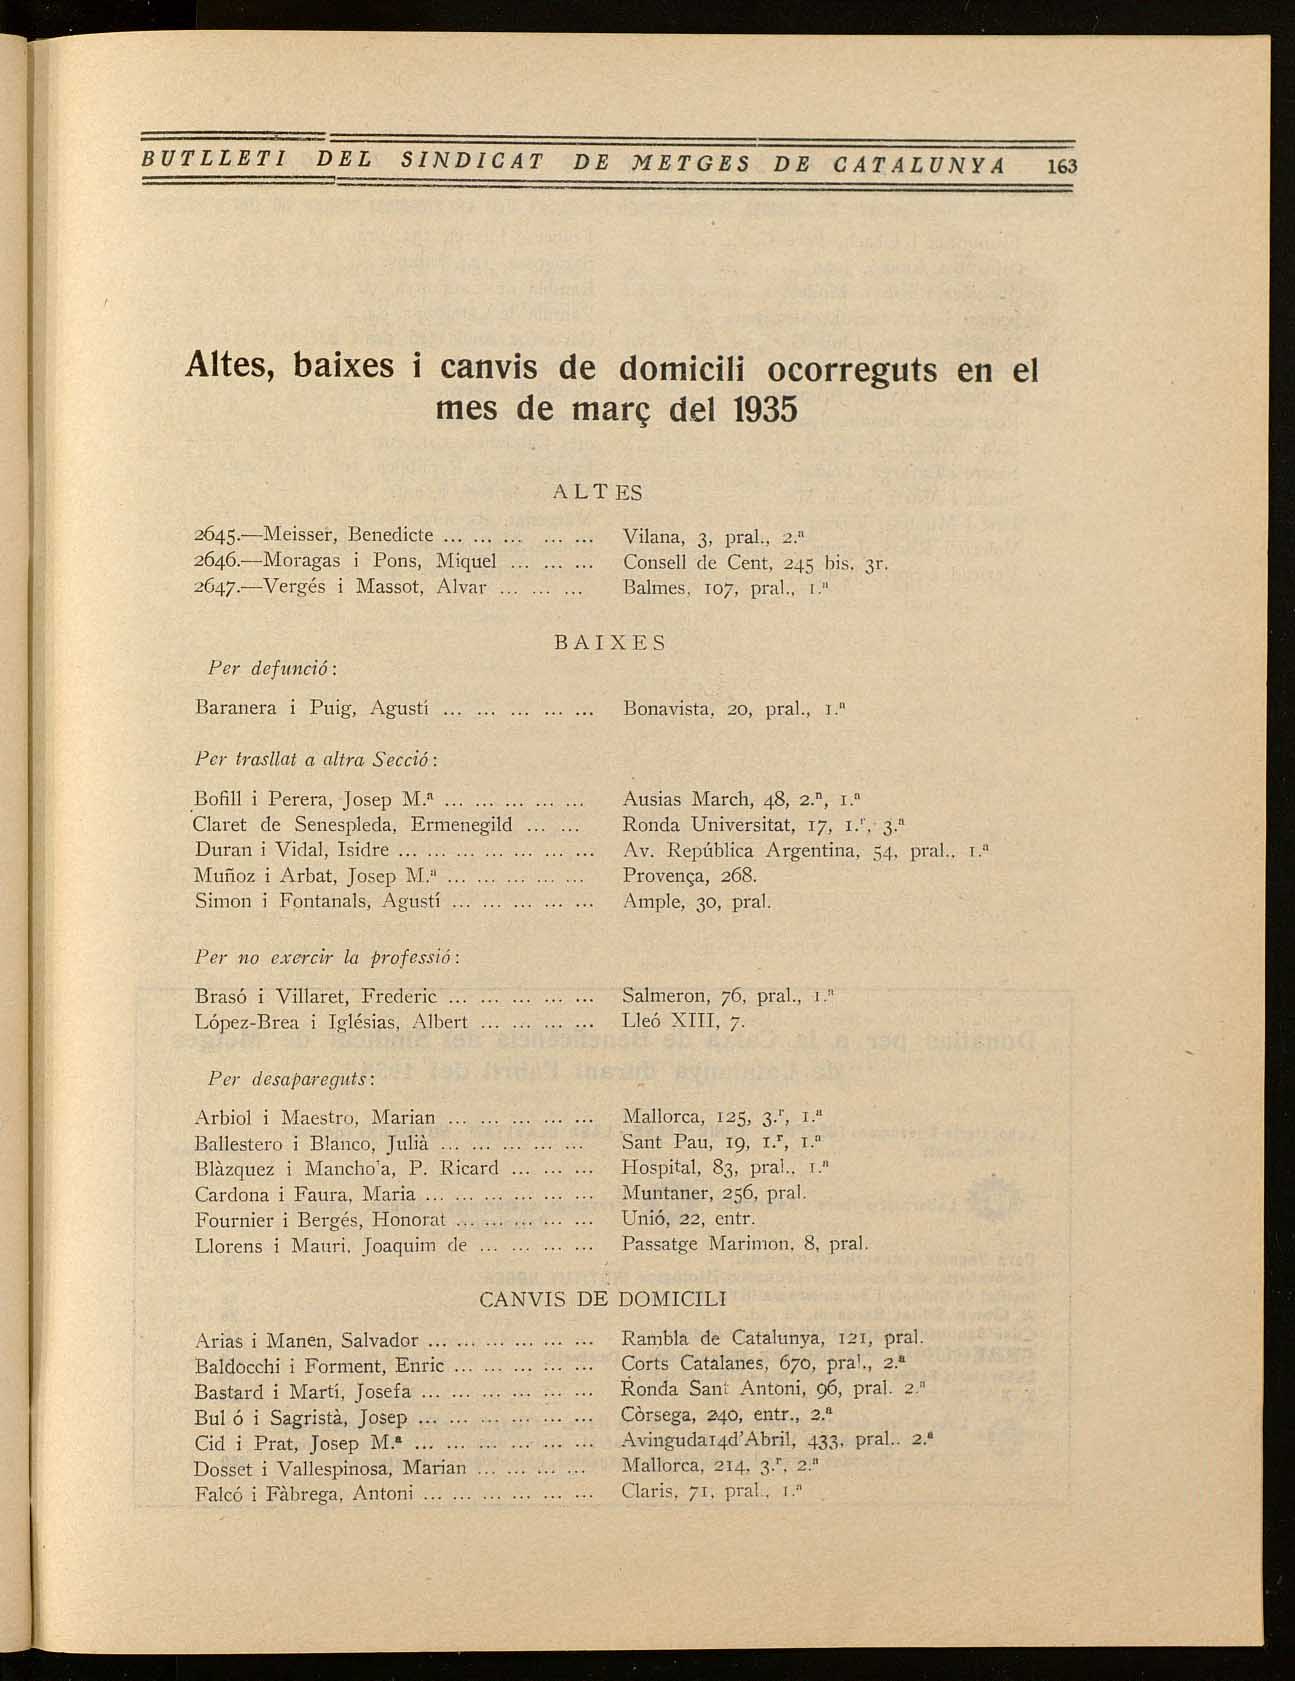 BUTLLETI DEL SINDICAT DE METGES DE CATALUNYA 163
Altes, baixes i canvis de domicili ocorreguts en el
mes de març del 1935
ALTES
2645.—Meisser, Benedicte ... ... ... ... ... Vilana, 3, pral., 2.ª
2646.—Moragas i Pons, Miquel ... ... ... Consell de Cent, 245 bis, 3r.
2647.—Vergés i Massot, Alvar ... ... ... Balmes, 107, pral., 1.ª
BAIXES
Per defunció:
Baranera i Puig, Agustí ... ... ... ... ... Bonavista, 20, pral., 1.ª
Per trasllat a altra Secció:
Bofill i Perera, Josep M.ª ... ... ... ... ... Ausias March, 48, 2.ⁿ, 1.ª
Claret de Senespleda, Ermenegild ... ... Ronda Universitat, 17, 1.ʳ, 3.ª
Duran i Vidal, Isidre ... ... ... ... ... ... ... Av. República Argentina, 54, pral., 1.ª
Muñoz i Arbat, Josep M.ª ... ... ... ... ... Provença, 268.
Simon i Fontanals, Agustí ... ... ... ... ... Ample, 30, pral.
Per no exercir la professió:
Brasó i Villaret, Frederic ... ... ... ... ... Salmeron, 76, pral., 1.ª
López-Brea i Iglésias, Albert ... ... ... ... Lleó XIII, 7.
Per desapareguts:
Arbiol i Maestro, Marian ... ... ... ... ... Mallorca, 125, 3.ʳ, 1.ª
Ballestero i Blanco, Julià ... ... ... ... ... Sant Pau, 19, 1.ʳ, 1.ª
Blàzquez i Mancho'a, P. Ricard ... ... ... Hospital, 83, pral., 1.ª
Cardona i Faura, Maria ... ... ... ... ... ... Muntaner, 256, pral.
Fournier i Bergés, Honorat ... ... ... ... ... Unió, 22, entr.
Llorens i Mauri, Joaquim de ... ... ... ... Passatge Marimon, 8, pral.
CANVIS DE DOMICILI
Arias i Manen, Salvador ... ... ... ... ... ... Rambla de Catalunya, 121, pral.
Baldocchi i Forment, Enric ... ... ... ... ... Corts Catalanes, 670, pral., 2.ª
Bastard i Martí, Josefa ... ... ... ... ... ... Ronda Sant Antoni, 96, pral. 2.ª
Bul ó i Sagristà, Josep ... ... ... ... ... ... Còrsega, 240, entr., 2.ª
Cid i Prat, Josep M.ª ... ... ... ... ... ... Avinguda14d'Abril, 433, pral.. 2.ª
Dosset i Vallespinosa, Marian ... ... ... ... Mallorca, 214, 3.ʳ, 2.ª
Falcó i Fàbrega, Antoni ... ... ... ... ... ... Claris, 71, pral., 1.ª